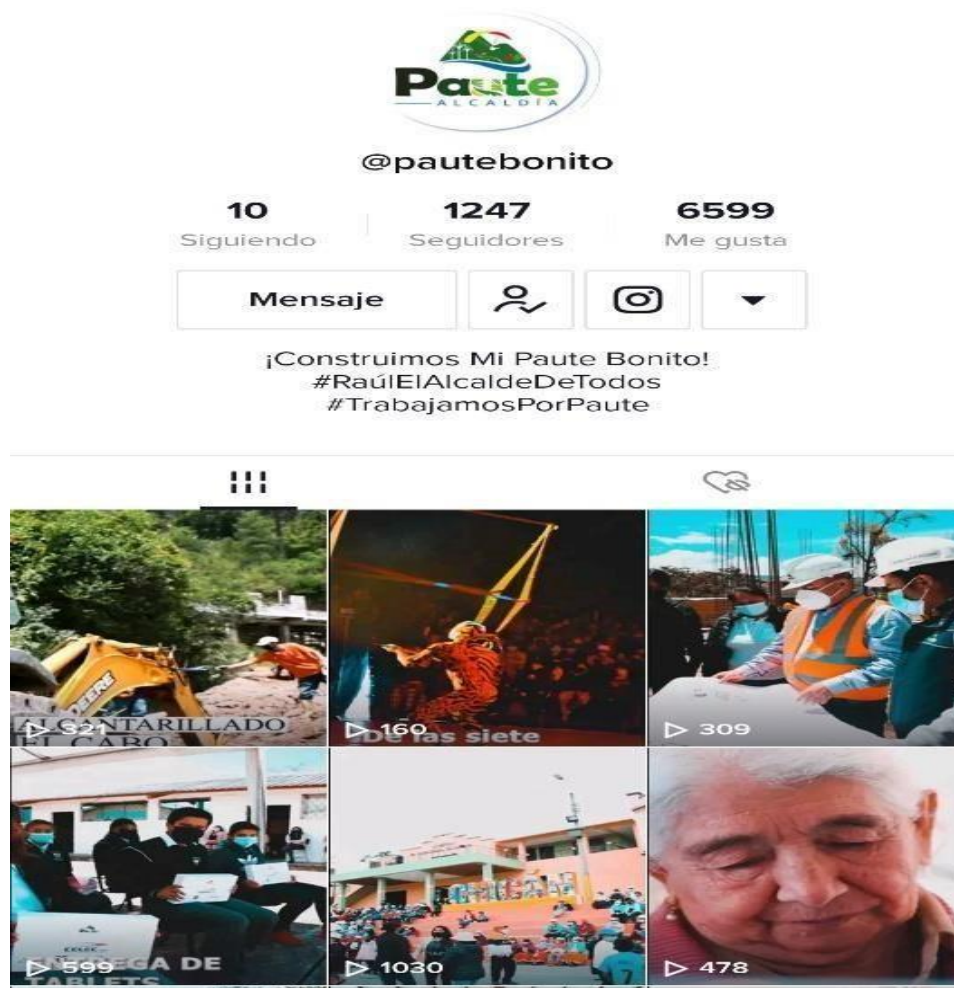 Paute
ALCALDÍA
@pautebonito
10 1247 6599
Siguiendo Seguidores Me gusta
Mensaje
¡Construimos Mi Paute Bonito!
#RaúlElAlcaldeDeTodos
#TrabajamosPorPaute
DEERE
ALCANTARILLADO
EL CABO
321
160
De las siete
309
ENTREGA DE
TABLETS
599
1030
478